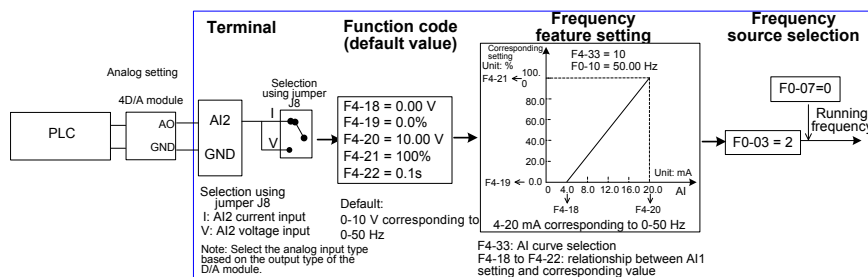 Terminal
Function code
(default value)
Frequency
feature setting
Frequency
source selection
Analog setting
4D/A module
PLC
AO
GND
AI2
GND
Selection
using jumper
J8
I
V
F4-18 = 0.00 V
F4-19 = 0.0%
F4-20 = 10.00 V
F4-21 = 100%
F4-22 = 0.1s
Default:
0-10 V corresponding to
0-50 Hz
Selection using
jumper J8
I: AI2 current input
V: AI2 voltage input
Note: Select the analog input type
based on the output type of the
D/A module.
Corresponding
setting
Unit: %
F4-33 = 10
F0-10 = 50.00 Hz
F4-21
100.
0
80.0
60.0
40.0
20.0
0.0
F4-19
Unit: mA
0 4.0 8.0 12.0 16.0 20.0
AI
F4-18
F4-20
4-20 mA corresponding to 0-50 Hz
F4-33: AI curve selection
F4-18 to F4-22: relationship between AI1
setting and corresponding value
F0-07=0
Running
frequency
F0-03 = 2